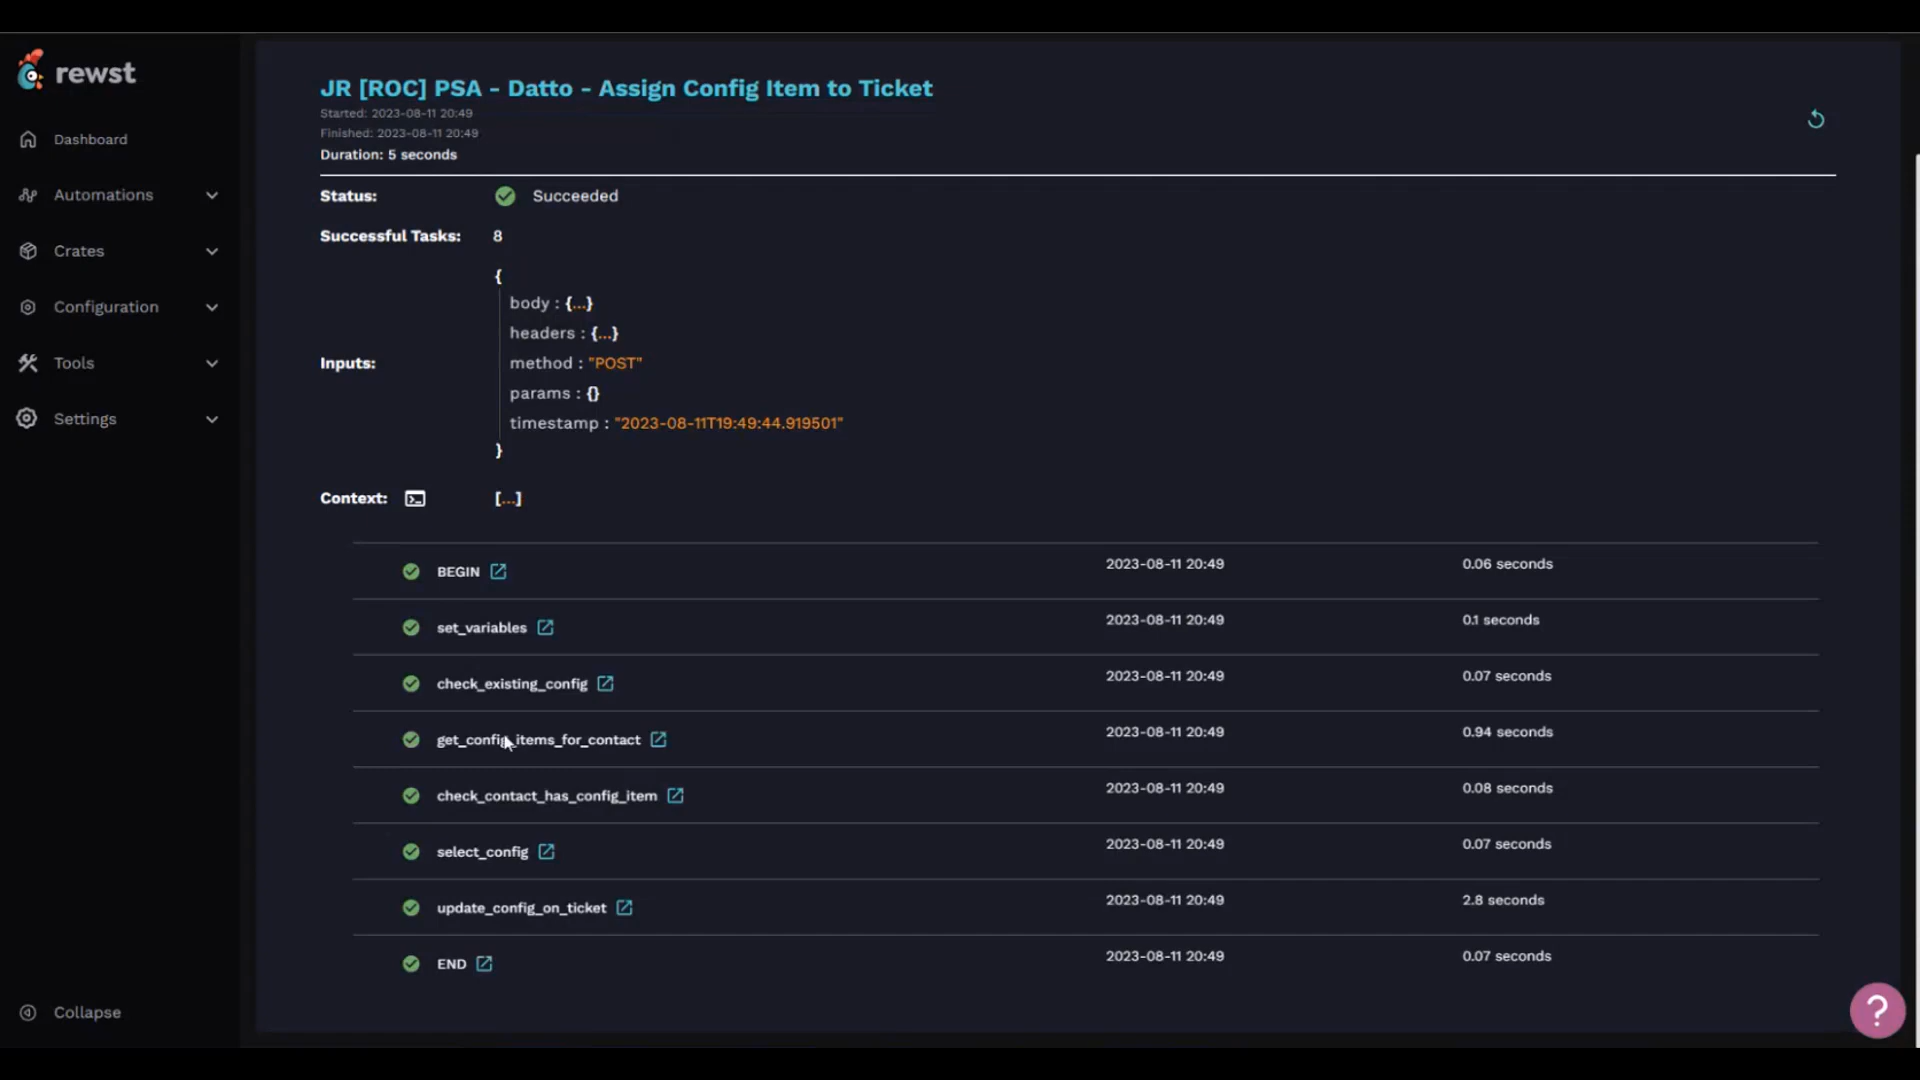 rewst
Dashboard
Automations
Crates
Configuration
Tools
Settings
Collapse
JR [ROC] PSA - Datto - Assign Config Item to Ticket
Started: 2023-08-11 20:49
Finished: 2023-08-11 20:49
Duration: 5 seconds
Status: Succeeded
Successful Tasks: 8
{
body : {...}
headers : {...}
Inputs: method : "POST"
params : {}
timestamp : "2023-08-11T19:49:44.919501"
}
Context: [...]
BEGIN 2023-08-11 20:49 0.06 seconds
set_variables 2023-08-11 20:49 0.1 seconds
check_existing_config 2023-08-11 20:49 0.07 seconds
get_config_items_for_contact 2023-08-11 20:49 0.94 seconds
check_contact_has_config_item 2023-08-11 20:49 0.08 seconds
select_config 2023-08-11 20:49 0.07 seconds
update_config_on_ticket 2023-08-11 20:49 2.8 seconds
END 2023-08-11 20:49 0.07 seconds
?